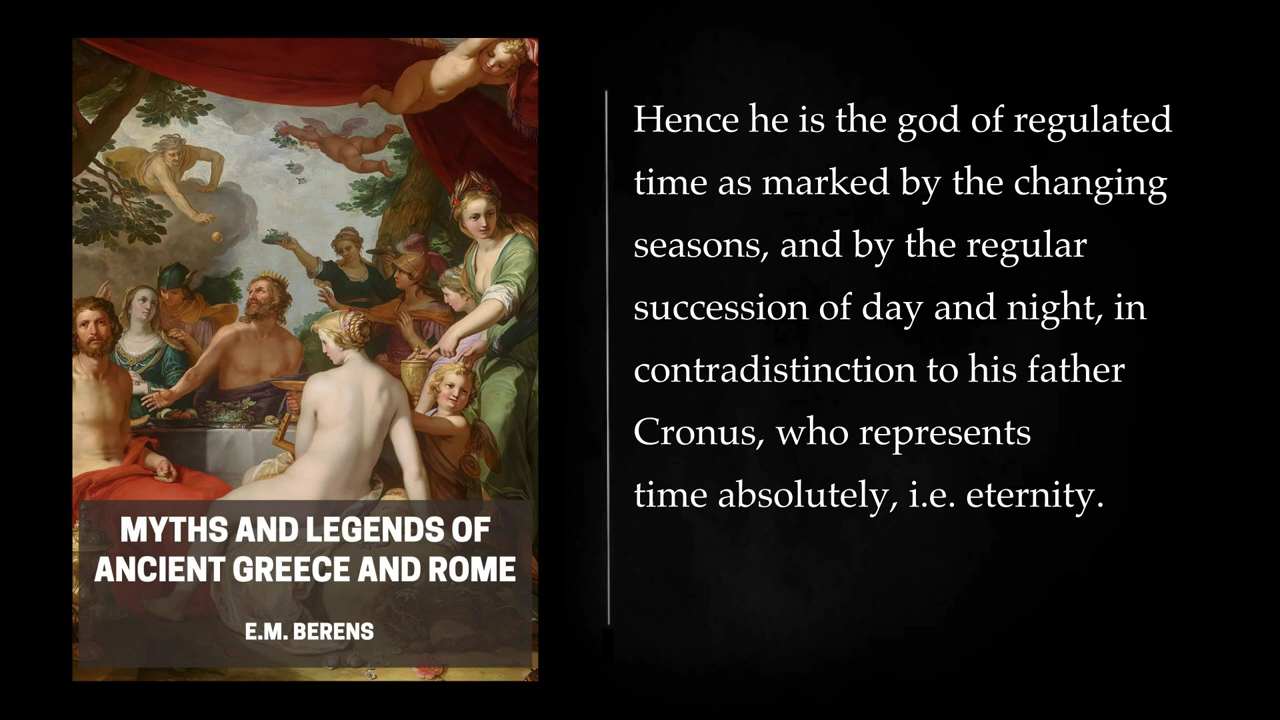 MYTHS AND LEGENDS OF
ANCIENT GREECE AND ROME
E.M. BERENS
Hence he is the god of regulated
time as marked by the changing
seasons, and by the regular
succession of day and night, in
contradistinction to his father
Cronus, who represents
time absolutely, i.e. eternity.